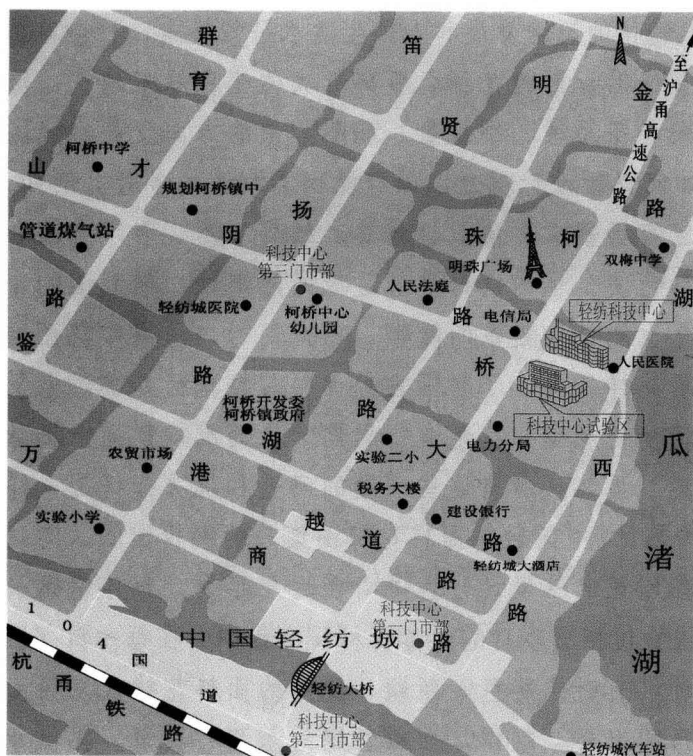 N
至
沪
甬
高
速
公
路
群
笛
明
金
育
贤
柯桥中学
山
才
规划柯桥镇中
扬
阴
珠
柯
路
管道煤气站
科技中心
第三门市部
明珠广场
双梅中学
人民法庭
路
轻纺城医院
柯桥中心
幼儿园
路
电信局
轻纺科技中心
湖
鉴
桥
人民医院
路
柯桥开发委
柯桥镇政府
路
科技中心试验区
湖
大
电力分局
瓜
万
农贸市场
实验二小
西
港
税务大楼
实验小学
越
建设银行
道
路
商
轻纺城大酒店
渚
路
104国道
科技中心
第一门市部
路
中国轻纺城
路
湖
杭甬铁路
轻纺大桥
科技中心
第二门市部
轻纺城汽车站